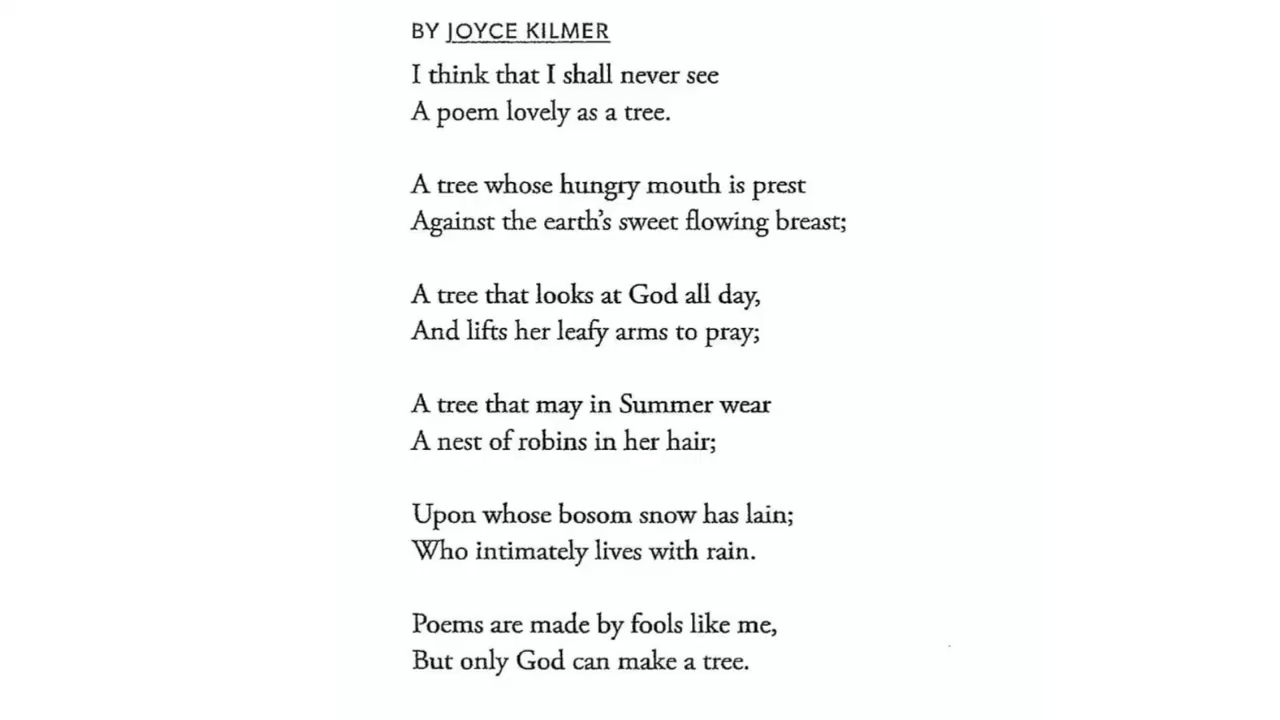 BY JOYCE KILMER
I think that I shall never see
A poem lovely as a tree.
A tree whose hungry mouth is prest
Against the earth's sweet flowing breast;
A tree that looks at God all day,
And lifts her leafy arms to pray;
A tree that may in Summer wear
A nest of robins in her hair;
Upon whose bosom snow has lain;
Who intimately lives with rain.
Poems are made by fools like me,
But only God can make a tree.